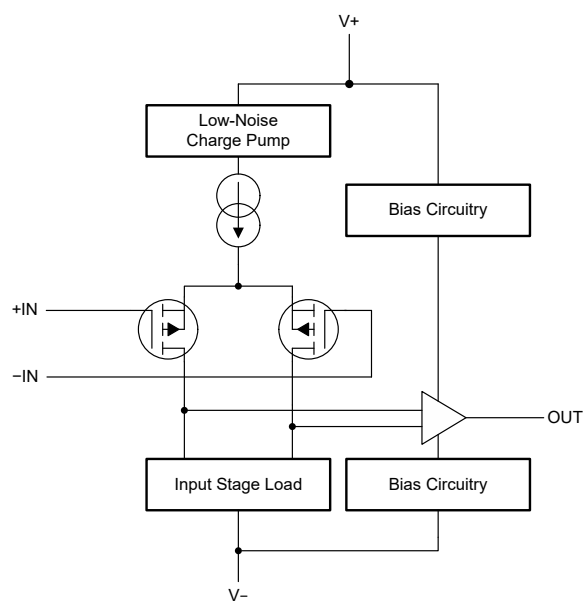 V+
Low-Noise
Charge Pump
Bias Circuitry
+IN
−IN
OUT
Input Stage Load
Bias Circuitry
V−